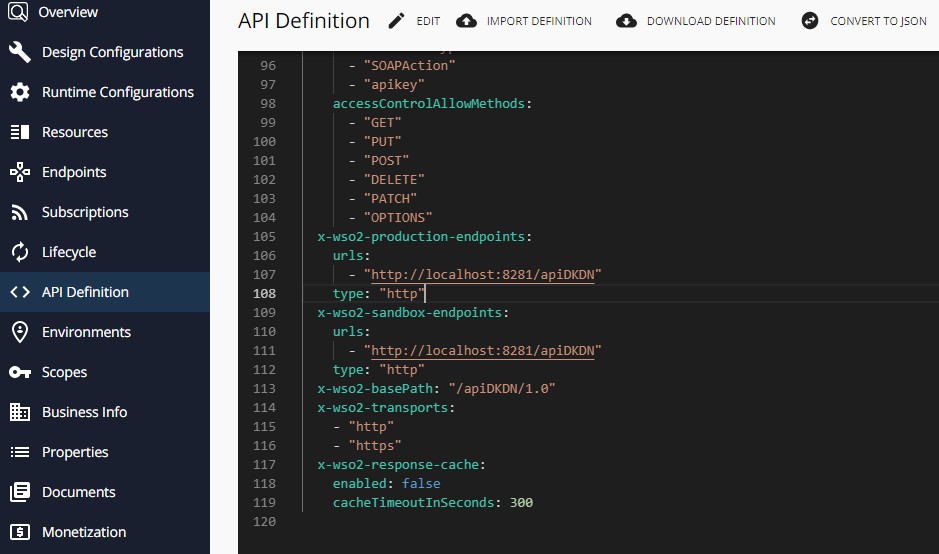 Overview
Design Configurations
Runtime Configurations
Resources
Endpoints
Subscriptions
Lifecycle
API Definition
Environments
Scopes
Business Info
Properties
Documents
Monetization
API Definition EDIT IMPORT DEFINITION DOWNLOAD DEFINITION CONVERT TO JSON
96 - "SOAPAction"
97 - "apikey"
98 accessControlAllowMethods:
99 - "GET"
100 - "PUT"
101 - "POST"
102 - "DELETE"
103 - "PATCH"
104 - "OPTIONS"
105 x-wso2-production-endpoints:
106 urls:
107 - "http://localhost:8281/apiDKDN"
108 type: "http"
109 x-wso2-sandbox-endpoints:
110 urls:
111 - "http://localhost:8281/apiDKDN"
112 type: "http"
113 x-wso2-basePath: "/apiDKDN/1.0"
114 x-wso2-transports:
115 - "http"
116 - "https"
117 x-wso2-response-cache:
118 enabled: false
119 cacheTimeoutInSeconds: 300
120